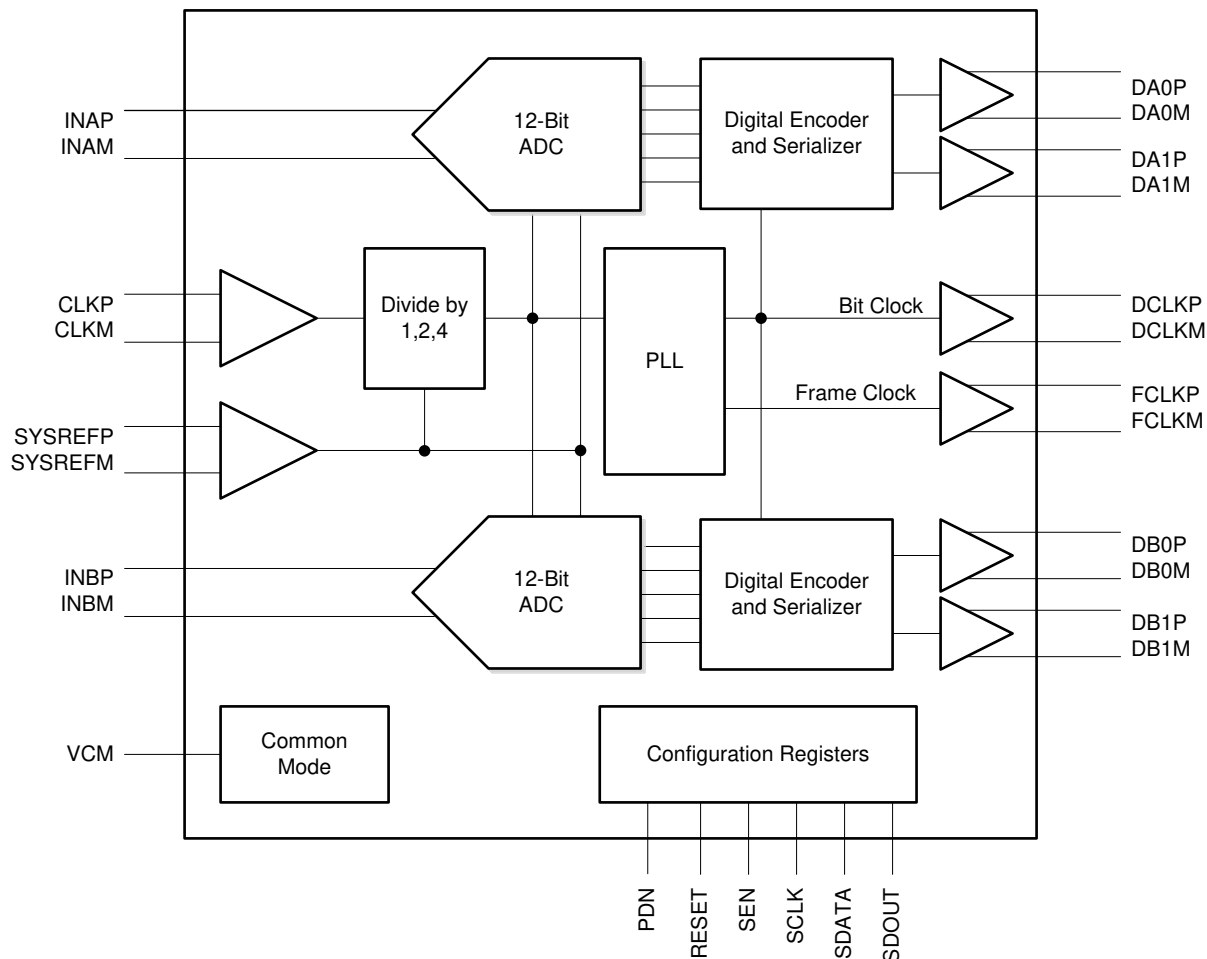 INAP
INAM
12-Bit
ADC
Digital Encoder
and Serializer
DA0P
DA0M
DA1P
DA1M
CLKP
CLKM
Divide by
1,2,4
PLL
Bit Clock
DCLKP
DCLKM
Frame Clock
FCLKP
FCLKM
SYSREFP
SYSREFM
INBP
INBM
12-Bit
ADC
Digital Encoder
and Serializer
DB0P
DB0M
DB1P
DB1M
VCM
Common
Mode
Configuration Registers
PDN
RESET
SEN
SCLK
SDATA
SDOUT